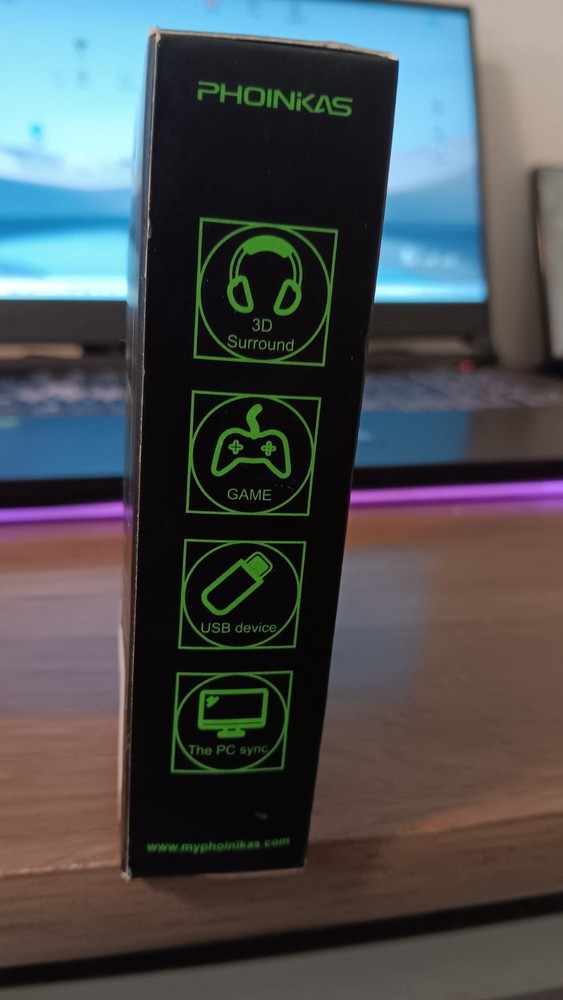 PHOINIKAS
3D
Surround
GAME
USB device
The PC sync
www.myphoinikas.com